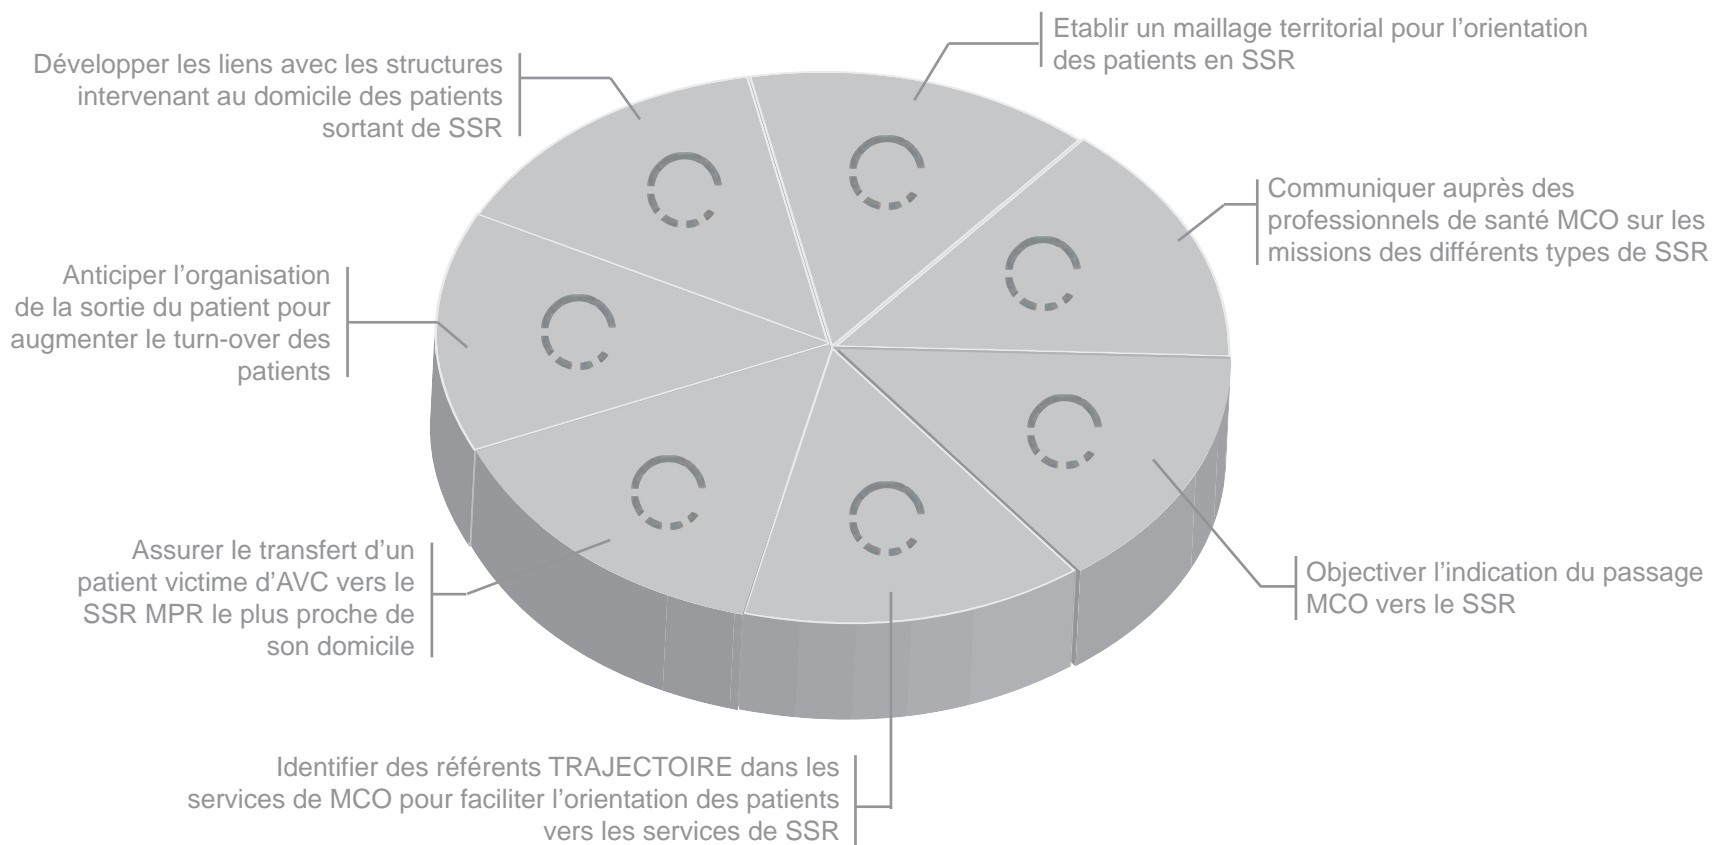 Etablir un maillage territorial pour l’orientation
des patients en SSR
Communiquer auprès des
professionnels de santé MCO sur les
missions des différents types de SSR
Objectiver l’indication du passage
MCO vers le SSR
Identifier des référents TRAJECTOIRE dans les
services de MCO pour faciliter l’orientation des patients
vers les services de SSR
Assurer le transfert d’un
patient victime d’AVC vers le
SSR MPR le plus proche de
son domicile
Anticiper l’organisation
de la sortie du patient pour
augmenter le turn-over des
patients
Développer les liens avec les structures
intervenant au domicile des patients
sortant de SSR